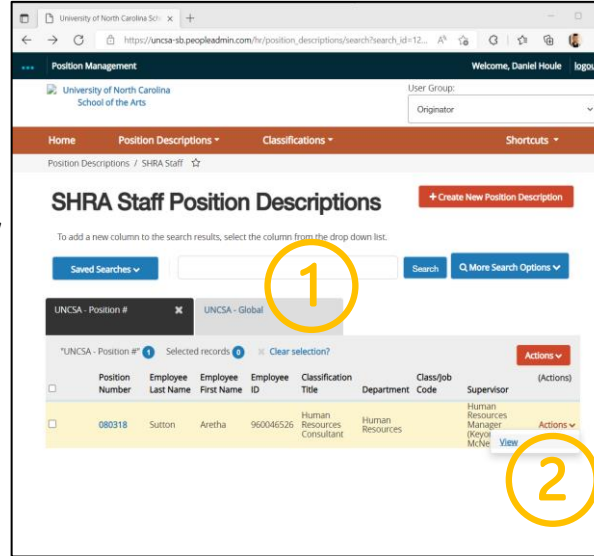 University of North Carolina Sch
https://uncsa-sb.peopleadmin.com/hr/position_descriptions/search?search_id=12...
Position Management
Welcome, Daniel Houle logou
University of North Carolina
School of the Arts
User Group:
Originator
Home Position Descriptions Classifications Shortcuts
Position Descriptions / SHRA Staff
SHRA Staff Position Descriptions
+ Create New Position Description
To add a new column to the search results, select the column from the drop down list.
Saved Searches Search More Search Options
1
UNCSA - Position # UNCSA - Global
"UNCSA - Position #" 1 Selected records 0 Clear selection? Actions
Position Number Employee Last Name Employee First Name Employee ID Classification Title Department Class/Job Code Supervisor (Actions)
080318 Sutton Aretha 960046526 Human Resources Consultant Human Resources Human Resources Manager (Keyo McNe Actions
View
2